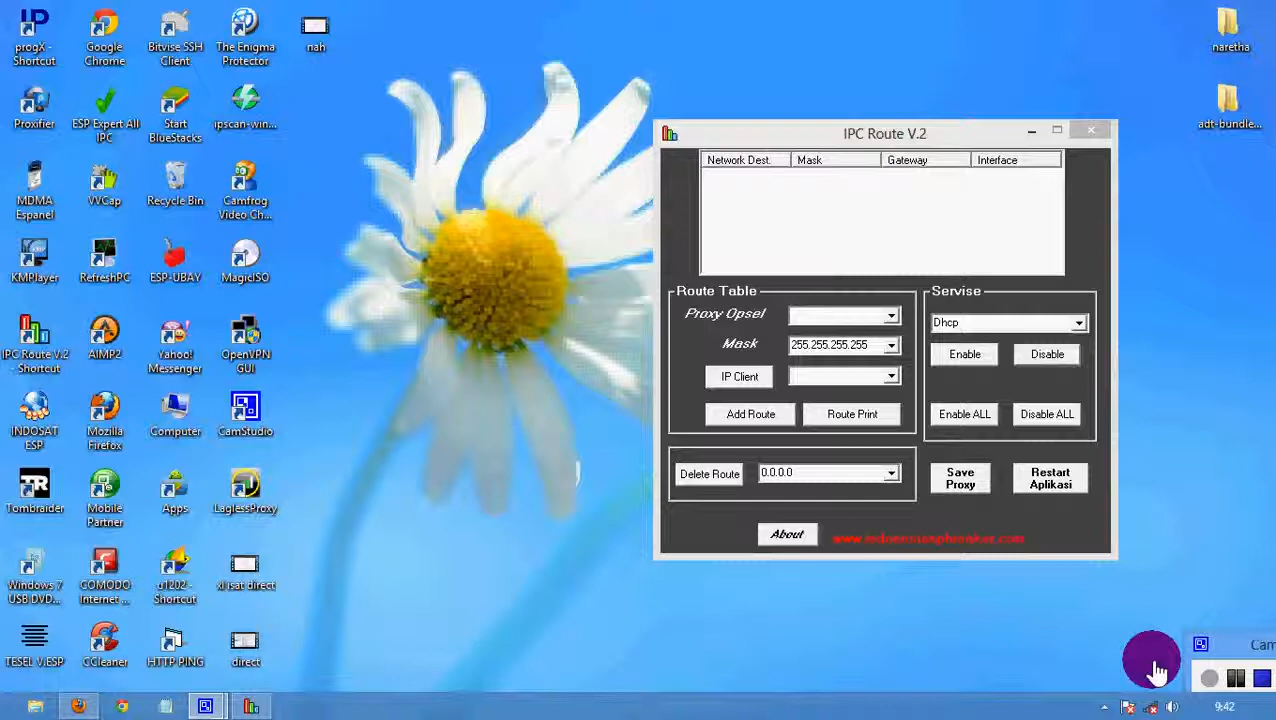 progX -
Shortcut
Google
Chrome
Bitvise SSH
Client
The Enigma
Protector
nah
naretha
Proxifier
ESP Expert All
IPC
Start
BlueStacks
ipscan-win...
adt-bundle...
IPC Route V.2
Network Dest.
Mask
Gateway
Interface
MDMA
Espanel
VVCap
Recycle Bin
Camfrog
Video Ch...
KMPlayer
RefreshPC
ESP-UBAY
MagicISO
Route Table
Proxy Opsel
Mask
255.255.255.255
IP Client
Add Route
Route Print
Servise
Dhcp
Enable
Disable
Enable ALL
Disable ALL
IPC Route V.2
- Shortcut
AIMP2
Yahoo!
Messenger
OpenVPN
GUI
INDOSAT
ESP
Mozilla
Firefox
Computer
CamStudio
Delete Route
0.0.0.0
Save
Proxy
Restart
Aplikasi
About
Tombraider
Mobile
Partner
Apps
LaglessProxy
Windows 7
USB DVD...
COMODO
Internet ...
u1202 -
Shortcut
xl isat direct
TESEL V.ESP
CCleaner
HTTP PING
direct
Cam
9:42